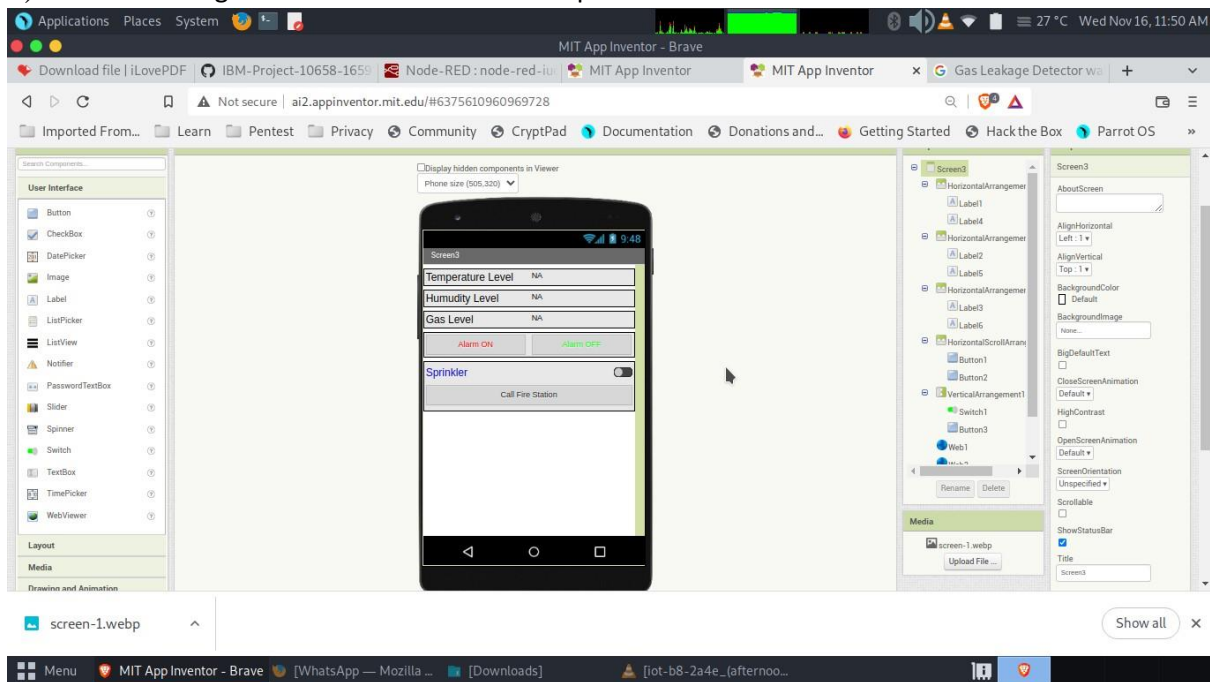 Applications Places System 27 °C Wed Nov 16, 11:50 AM
MIT App Inventor - Brave
Download file | iLovePDF IBM-Project-10658-1659 Node-RED : node-red-iu MIT App Inventor MIT App Inventor Gas Leakage Detector wa
Not secure ai2.appinventor.mit.edu/#6375610960969728
Imported From... Learn Pentest Privacy Community CryptPad Documentation Donations and... Getting Started Hack the Box Parrot OS »
Search Components...
User Interface
Button
CheckBox
DatePicker
Image
Label
ListPicker
ListView
Notifier
PasswordTextBox
Slider
Spinner
Switch
TextBox
TimePicker
WebViewer
Layout
Media
Drawing and Animation
Display hidden components in Viewer
Phone size (505,320)
9:48
Screen3
Temperature Level NA
Humudity Level NA
Gas Level NA
Alarm ON Alarm OFF
Sprinkler
Call Fire Station
Screen3
HorizontalArrangemer
Label1
Label4
HorizontalArrangemer
Label2
Label5
HorizontalArrangemer
Label3
Label6
HorizontalScrollArrang
Button1
Button2
VerticalArrangement1
Switch1
Button3
Web1
Web2
Rename Delete
Media
screen-1.webp
Upload File ...
Screen3
AboutScreen
AlignHorizontal
Left : 1
AlignVertical
Top : 1
BackgroundColor
Default
BackgroundImage
None...
BigDefaultText
CloseScreenAnimation
Default
HighContrast
OpenScreenAnimation
Default
ScreenOrientation
Unspecified
Scrollable
ShowStatusBar
Title
Screen3
screen-1.webp Show all
Menu MIT App Inventor - Brave [WhatsApp — Mozilla ... [Downloads] [iot-b8-2a4e_(afternoo...